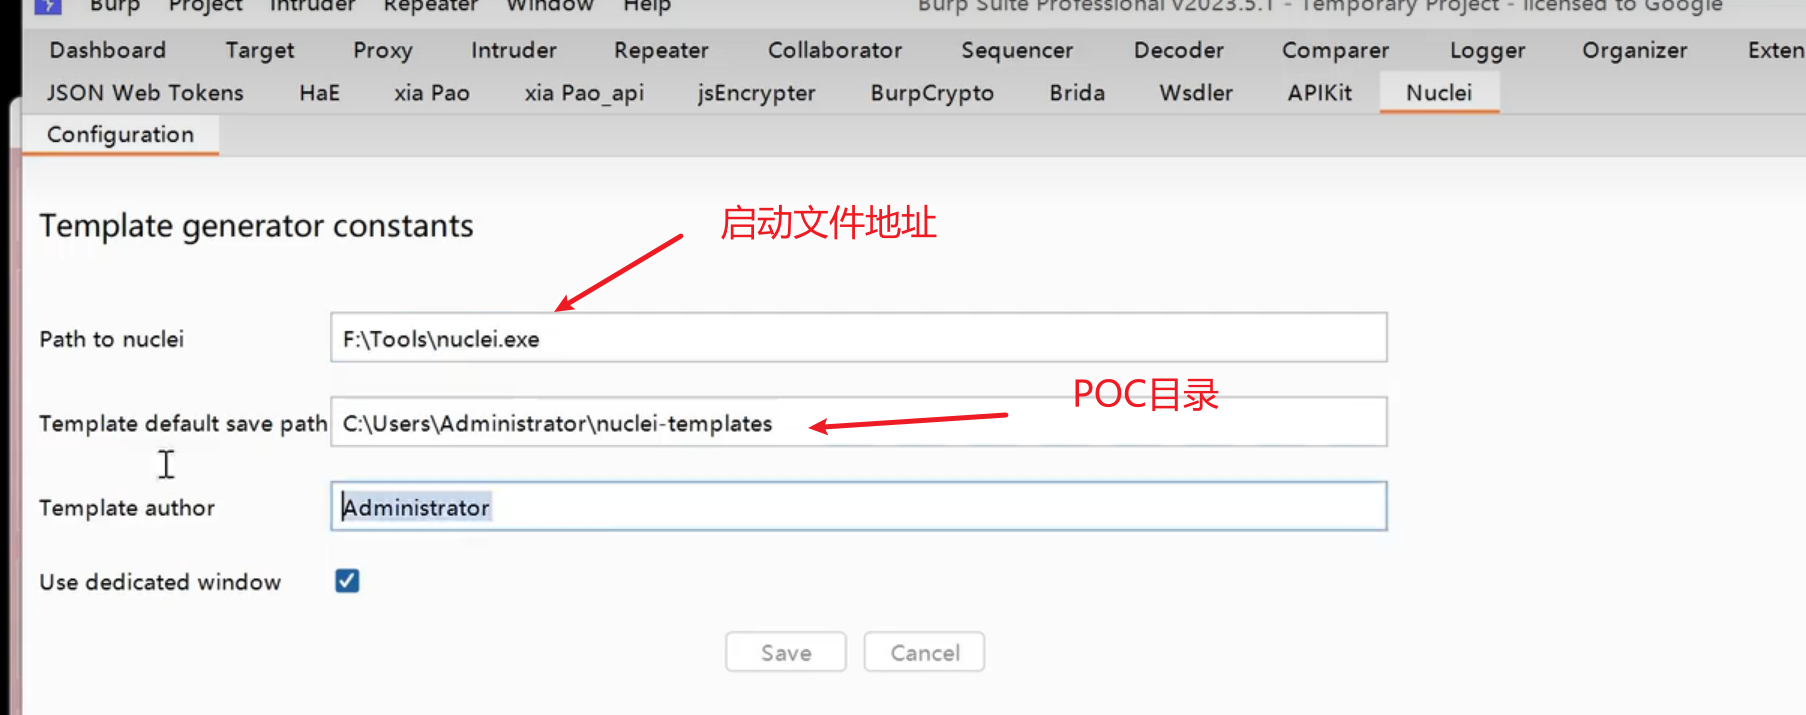 Burp Project Intruder Repeater Window Help Burp Suite Professional v2023.5.1 - Temporary Project - licensed to Google
Dashboard Target Proxy Intruder Repeater Collaborator Sequencer Decoder Comparer Logger Organizer Exten
JSON Web Tokens HaE xia Pao xia Pao_api jsEncrypter BurpCrypto Brida Wsdler APIKit Nuclei
Configuration
Template generator constants
启动文件地址
Path to nuclei F:\Tools\nuclei.exe
POC目录
Template default save path C:\Users\Administrator\nuclei-templates
Template author Administrator
Use dedicated window
Save Cancel